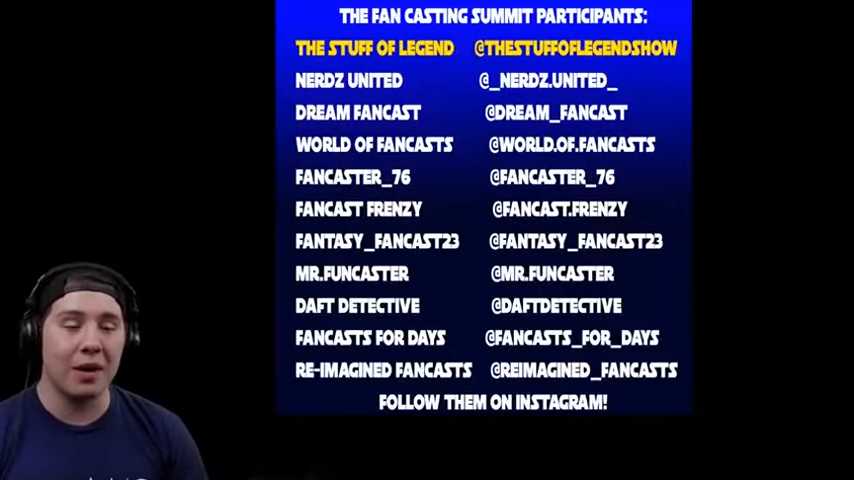 THE FAN CASTING SUMMIT PARTICIPANTS:
THE STUFF OF LEGEND @THESTUFFOFLEGENDSHOW
NERDZ UNITED @_NERDZ.UNITED_
DREAM FANCAST @DREAM_FANCAST
WORLD OF FANCASTS @WORLD.OF.FANCASTS
FANCASTER_76 @FANCASTER_76
FANCAST FRENZY @FANCAST.FRENZY
FANTASY_FANCAST23 @FANTASY_FANCAST23
MR.FUNCASTER @MR.FUNCASTER
DAFT DETECTIVE @DAFTDETECTIVE
FANCASTS FOR DAYS @FANCASTS_FOR_DAYS
RE-IMAGINED FANCASTS @REIMAGINED_FANCASTS
FOLLOW THEM ON INSTAGRAM!